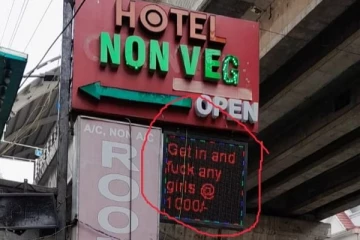 HOTEL
NON VEG
OPEN
A/C, NON A/C
ROO
Get in and
fuck any
girls @
1000/-